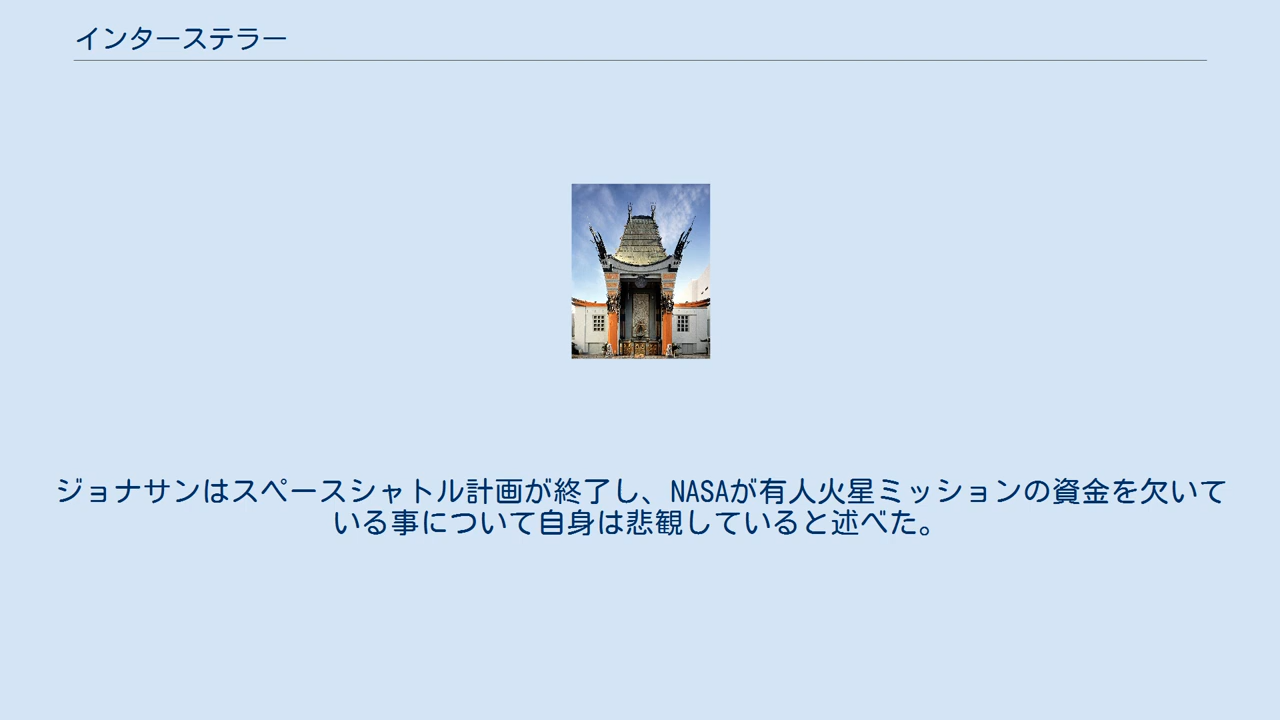 インターステラー
ジョナサンはスペースシャトル計画が終了し、NASAが有人火星ミッションの資金を欠いて
いる事について自身は悲観していると述べた。